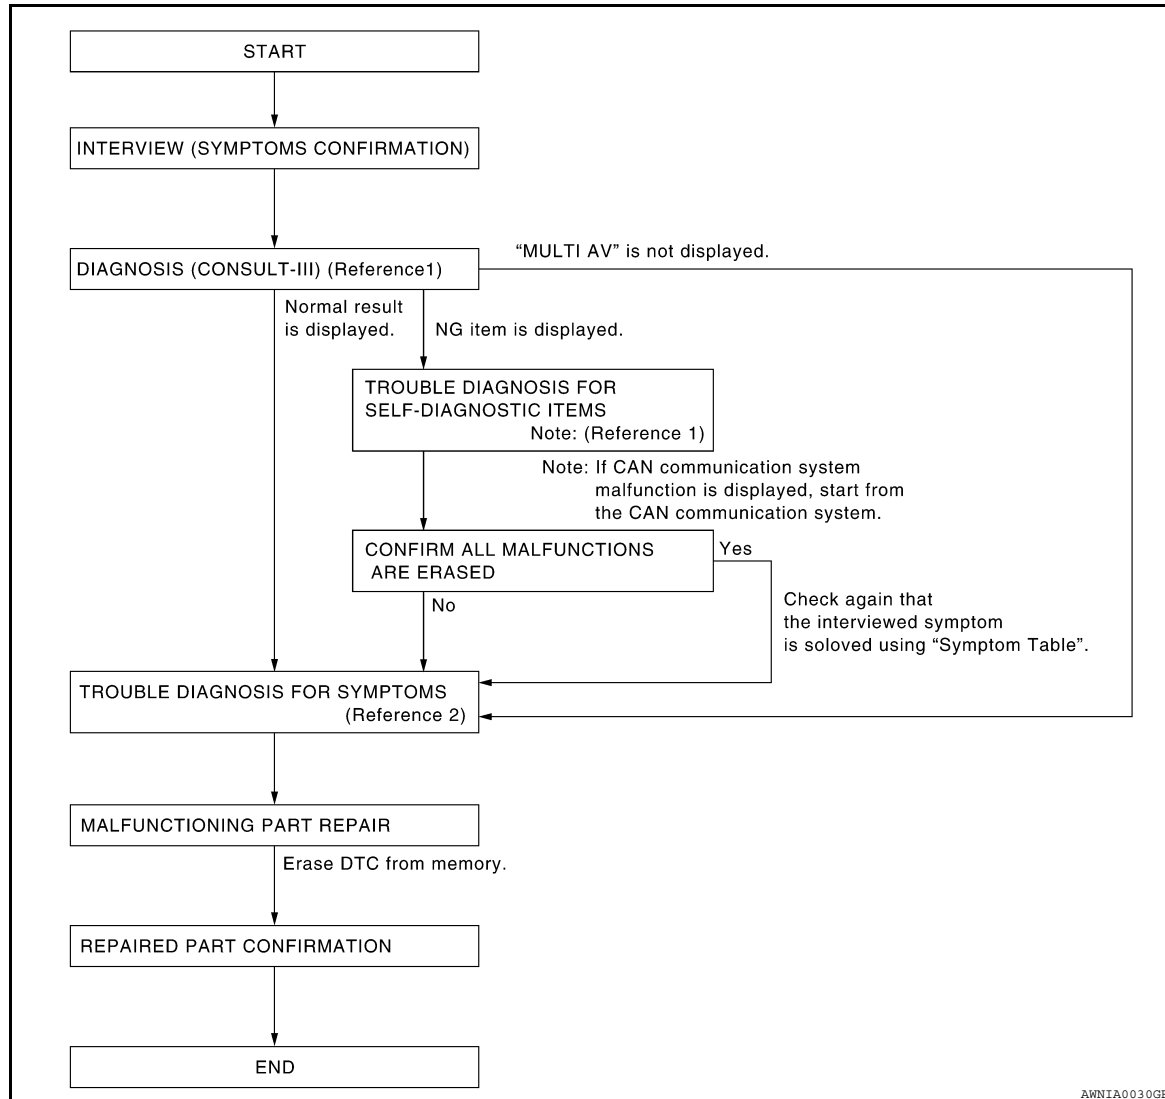 START
INTERVIEW (SYMPTOMS CONFIRMATION)
"MULTI AV" is not displayed.
DIAGNOSIS (CONSULT-III) (Reference1)
Normal result
is displayed.
NG item is displayed.
TROUBLE DIAGNOSIS FOR
SELF-DIAGNOSTIC ITEMS
Note: (Reference 1)
Note: If CAN communication system
malfunction is displayed, start from
the CAN communication system.
CONFIRM ALL MALFUNCTIONS
ARE ERASED
Yes
No
Check again that
the interviewed symptom
is soloved using “Symptom Table”.
TROUBLE DIAGNOSIS FOR SYMPTOMS
(Reference 2)
MALFUNCTIONING PART REPAIR
Erase DTC from memory.
REPAIRED PART CONFIRMATION
END